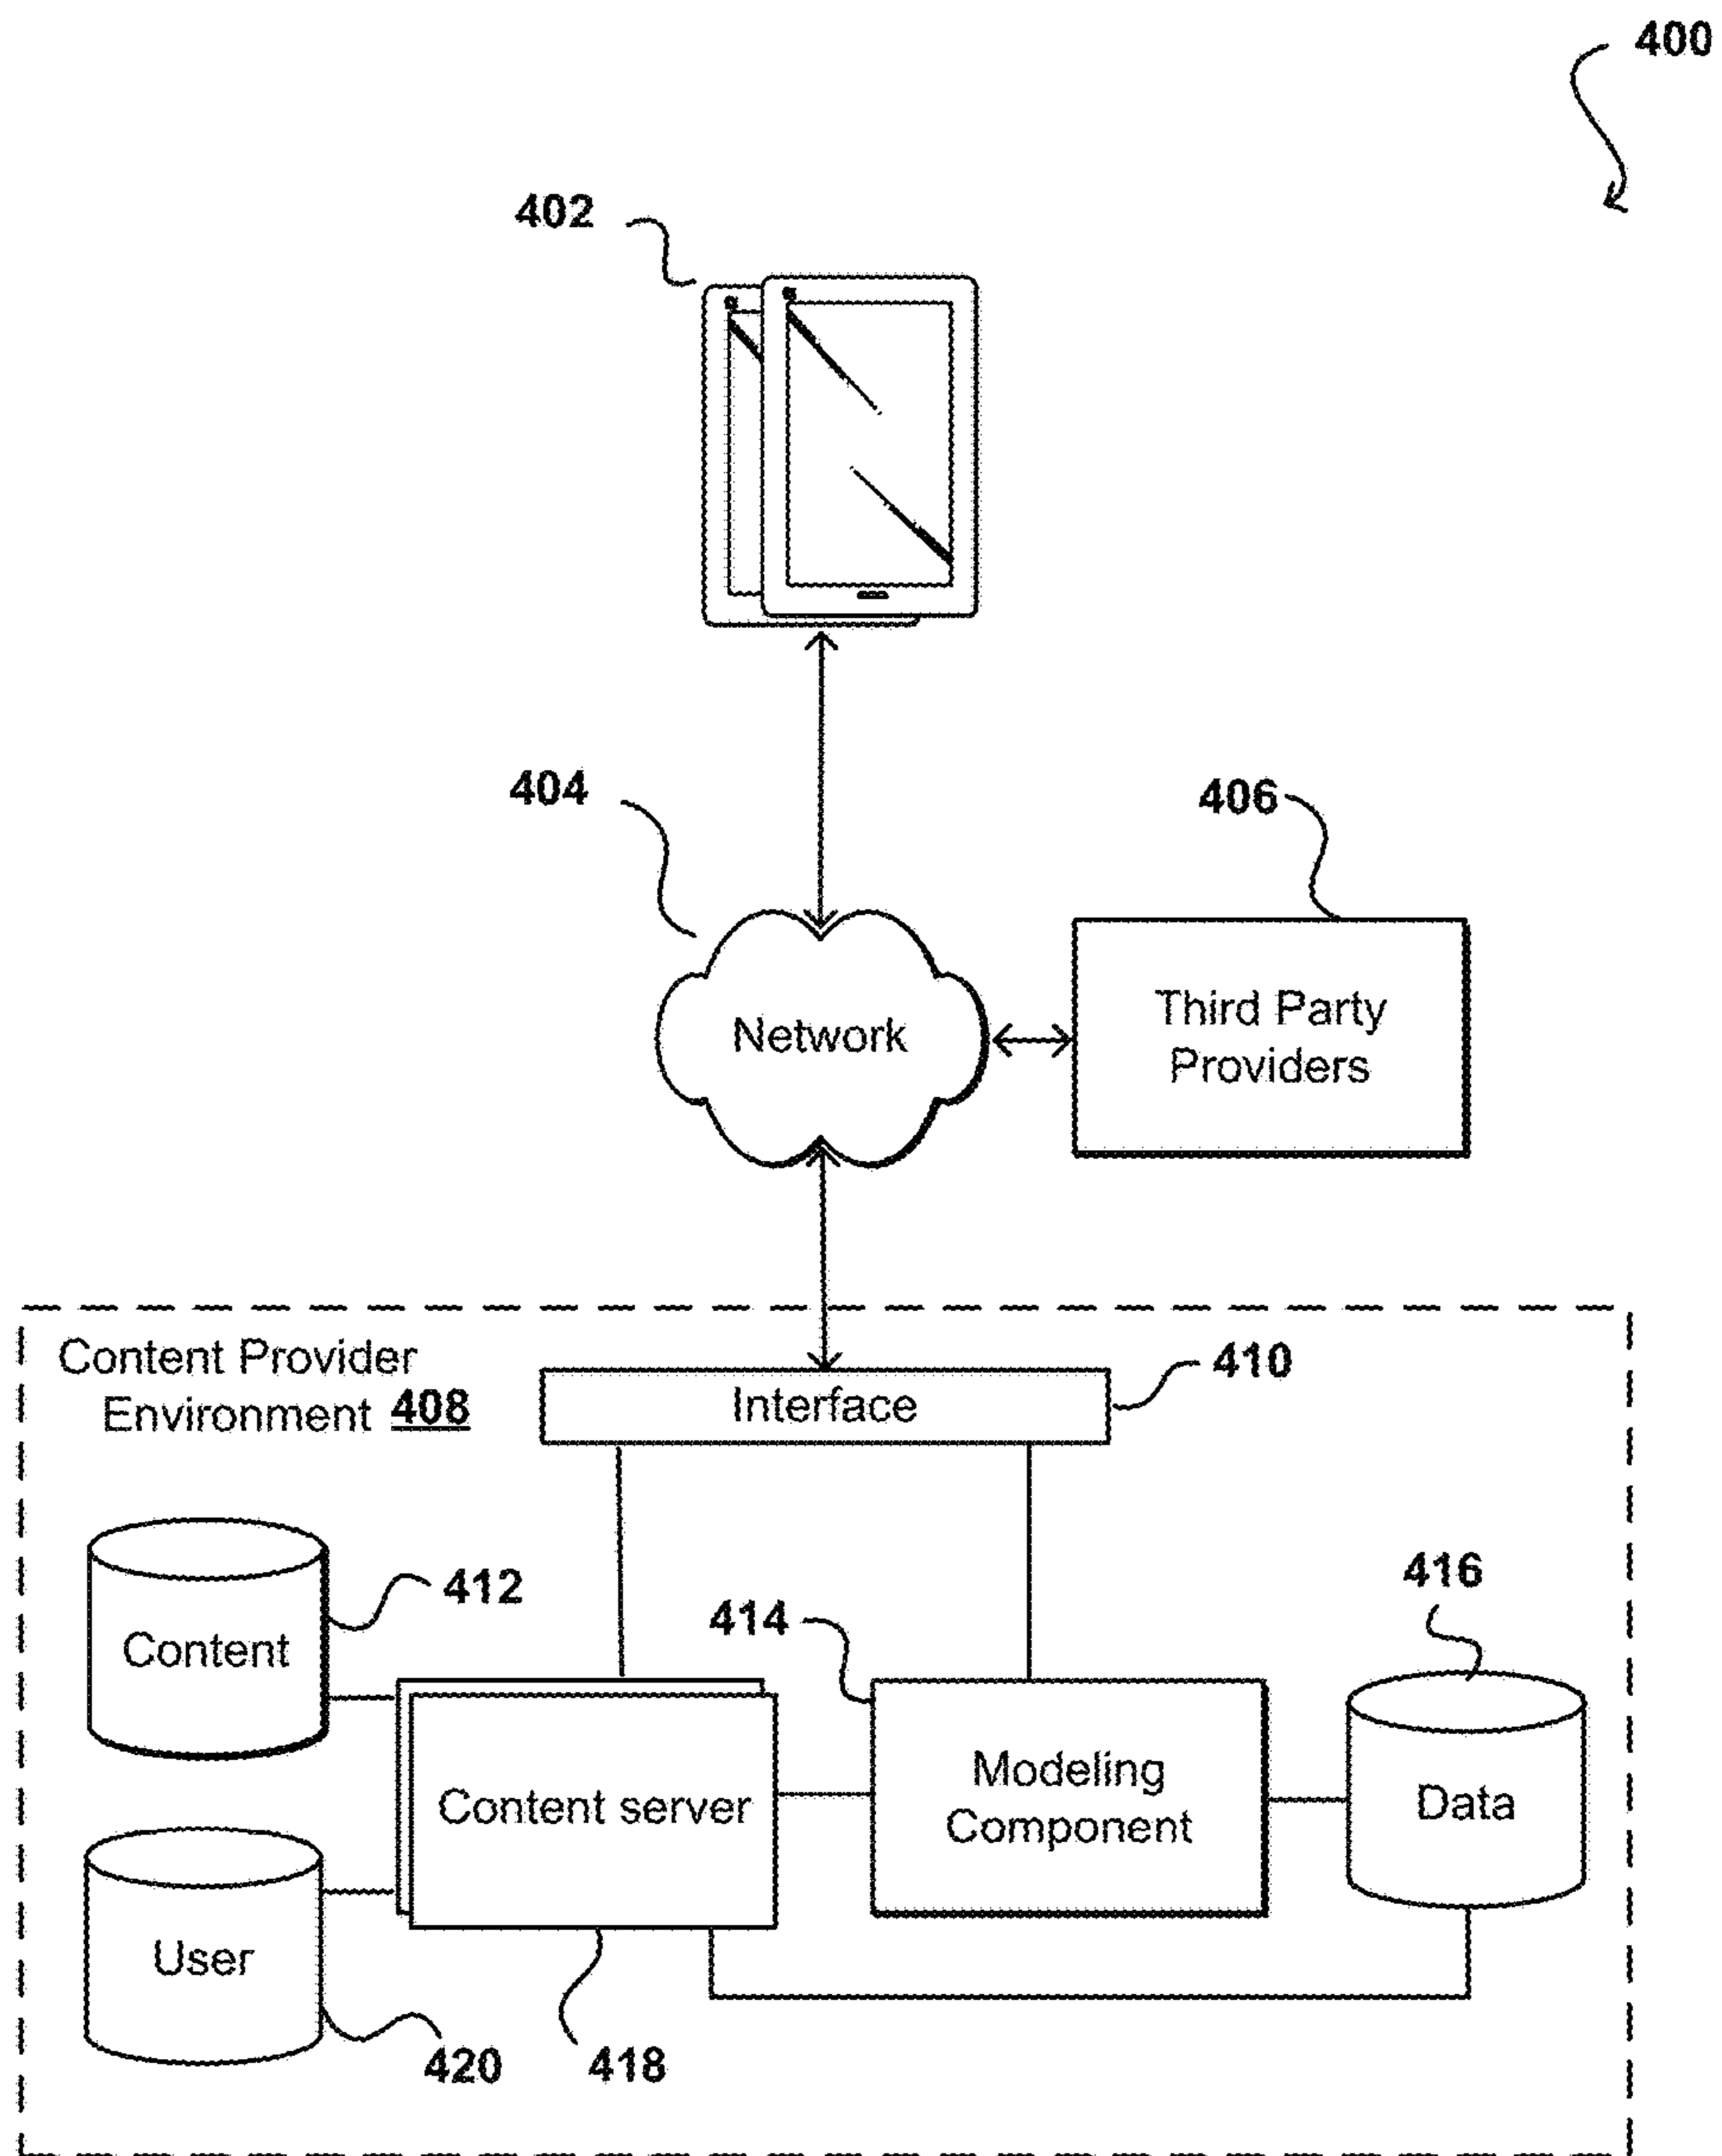 400
402
404
406
Network
Third Party
Providers
Content Provider
Environment 408
Interface
410
Content
412
414
416
Content server
Modeling
Component
Data
User
420
418